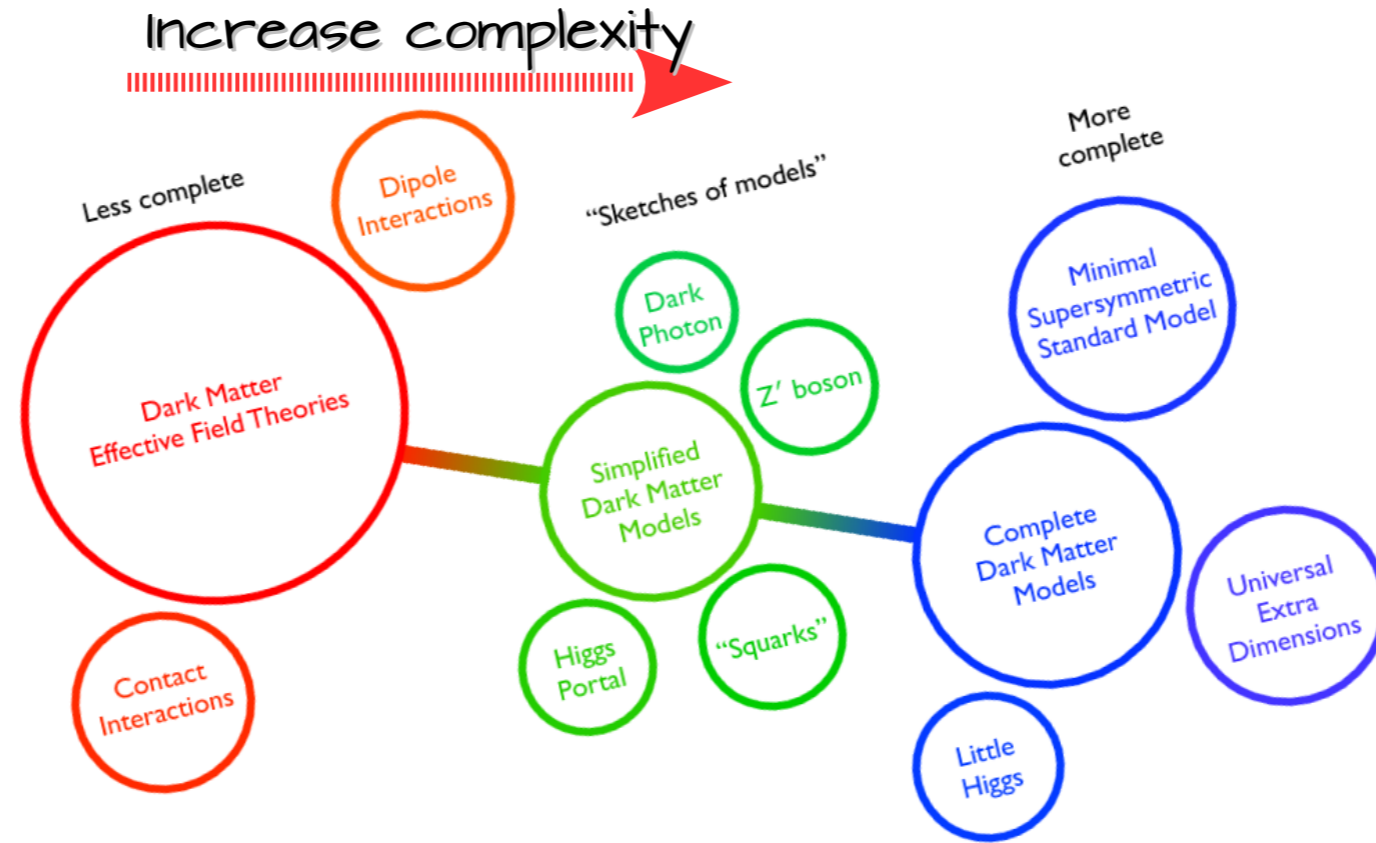 Increase complexity
Less complete
Dipole
Interactions
Dark Matter
Effective Field Theories
Contact
Interactions
“Sketches of models”
Dark
Photon
Z′ boson
Simplified
Dark Matter
Models
Higgs
Portal
“Squarks”
More
complete
Minimal
Supersymmetric
Standard Model
Complete
Dark Matter
Models
Universal
Extra
Dimensions
Little
Higgs